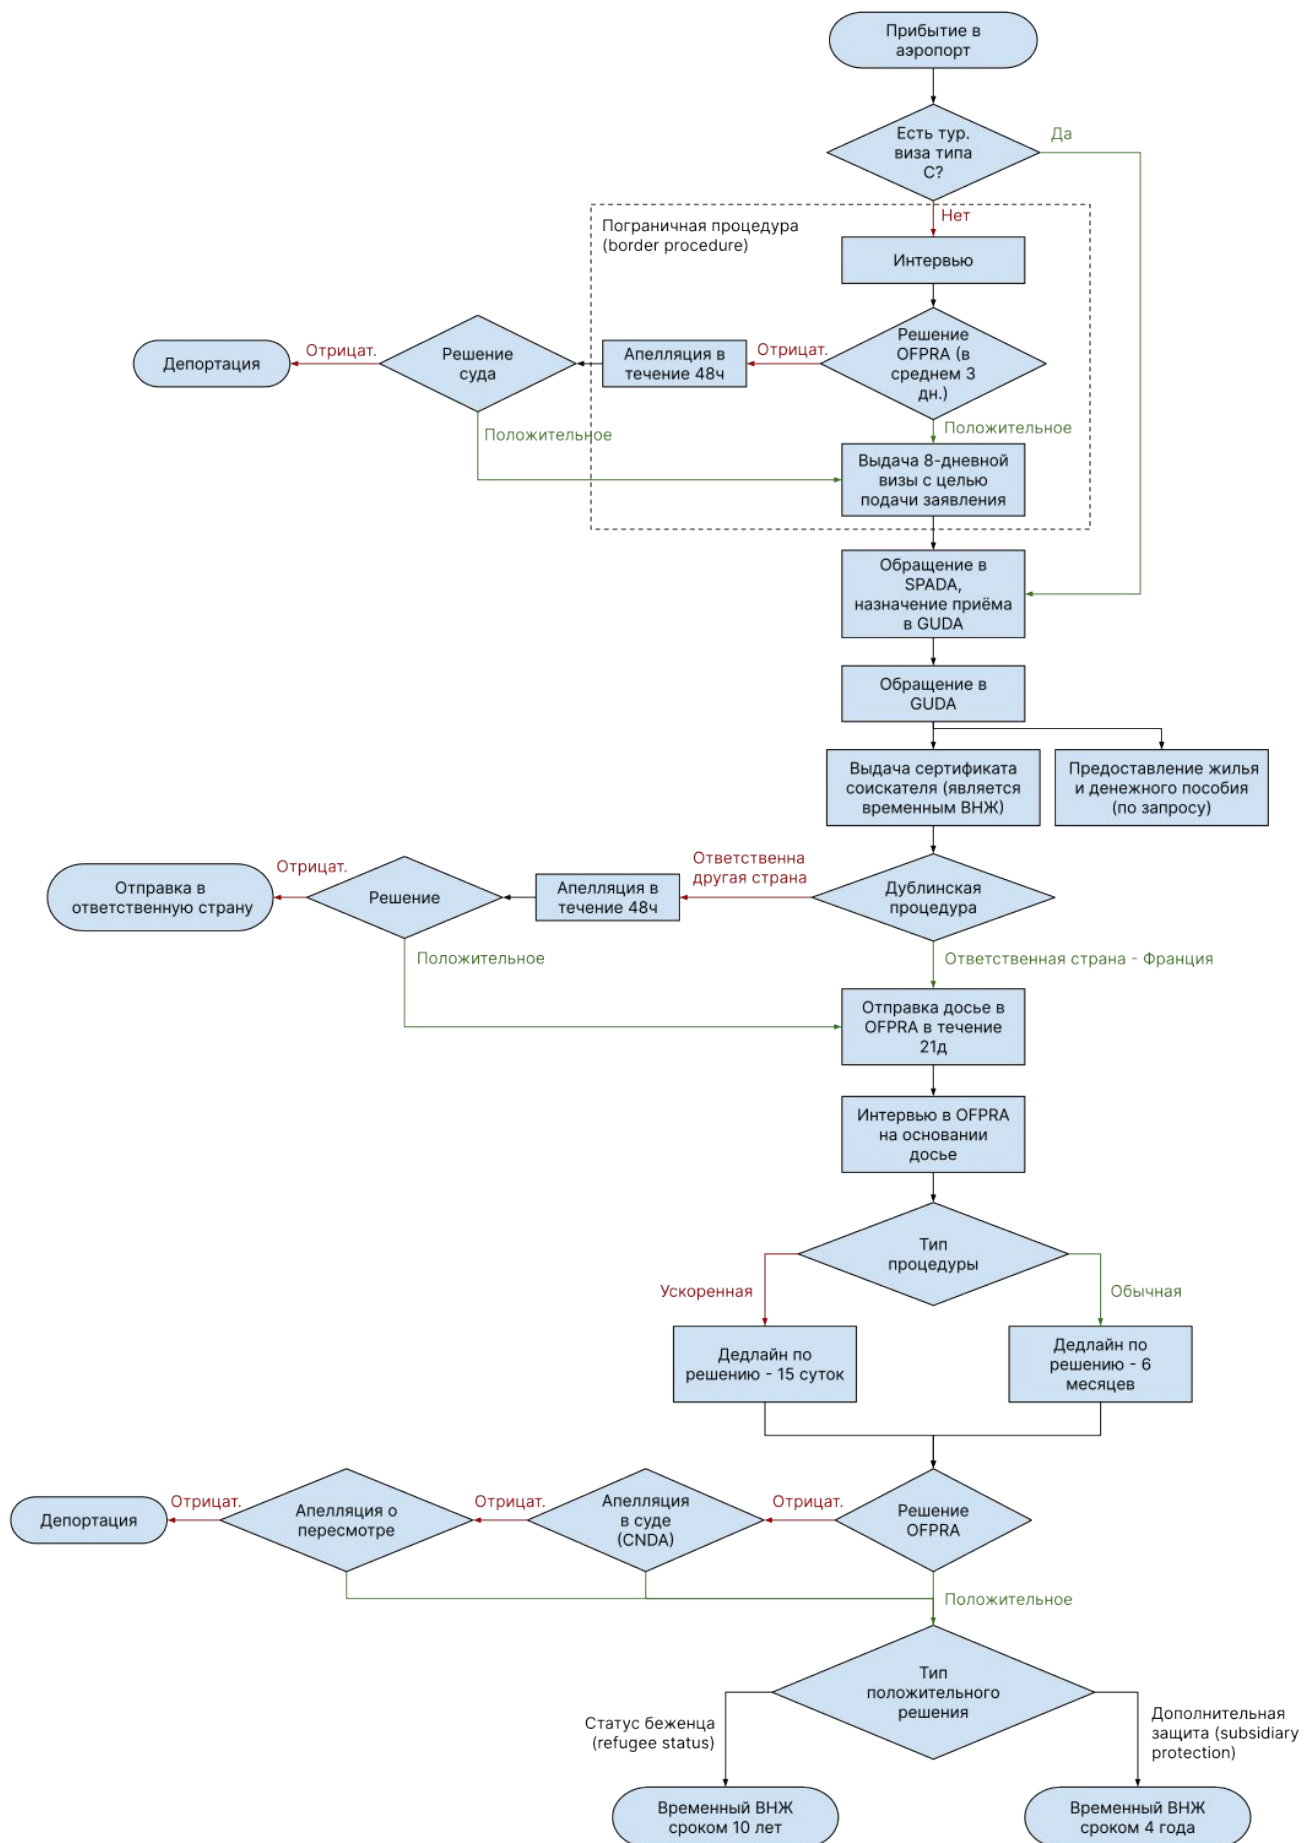 Прибытие в
аэропорт
Есть тур.
виза типа
C?
Да
Нет
Пограничная процедура
(border procedure)
Интервью
Решение
OFPRA (в
среднем 3
дн.)
Отрицат.
Апелляция в
течение 48ч
Решение
суда
Отрицат.
Депортация
Положительное
Положительное
Выдача 8-дневной
визы с целью
подачи заявления
Обращение в
SPADA,
назначение приёма
в GUDA
Обращение в
GUDA
Выдача сертификата
соискателя (является
временным ВНЖ)
Предоставление жилья
и денежного пособия
(по запросу)
Дублинская
процедура
Ответственна
другая страна
Апелляция в
течение 48ч
Решение
Отрицат.
Отправка в
ответственную страну
Положительное
Ответственная страна - Франция
Отправка досье в
OFPRA в течение
21д
Интервью в OFPRA
на основании
досье
Тип
процедуры
Ускоренная
Обычная
Дедлайн по
решению - 15 суток
Дедлайн по
решению - 6
месяцев
Решение
OFPRA
Отрицат.
Апелляция
в суде
(CNDA)
Отрицат.
Апелляция о
пересмотре
Отрицат.
Депортация
Положительное
Тип
положительного
решения
Статус беженца
(refugee status)
Дополнительная
защита (subsidiary
protection)
Временный ВНЖ
сроком 10 лет
Временный ВНЖ
сроком 4 года